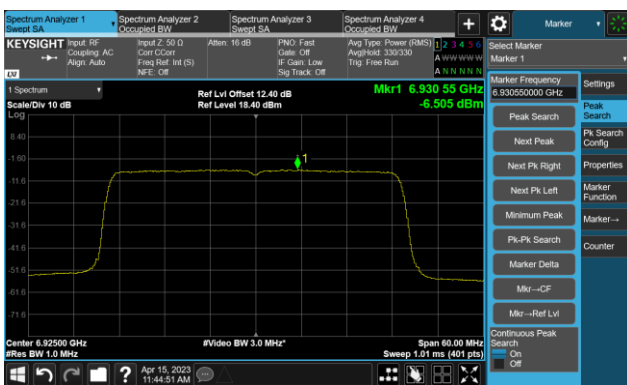 Spectrum Analyzer 1
Swept SA
Spectrum Analyzer 2
Occupied BW
Spectrum Analyzer 3
Swept SA
Spectrum Analyzer 4
Occupied BW
Marker
KEYSIGHT
Input: RF
Coupling: AC
Align: Auto
Input Z: 50 Ω
Corr CCorr
Freq Ref: Int (S)
NFE: Off
Atten: 16 dB
PNO: Fast
Gate: Off
IF Gain: Low
Sig Track: Off
Avg Type: Power (RMS)
Avg|Hold: 330/330
Trig: Free Run
1 2 3 4 5 6
A W W W W W
A N N N N N
LXI
Select Marker
Marker 1
1 Spectrum
Scale/Div 10 dB
Log
Ref Lvl Offset 12.40 dB
Ref Level 18.40 dBm
Mkr1 6.930 55 GHz
-6.505 dBm
8.40
-1.60
-11.6
-21.6
-31.6
-41.6
-51.6
-61.6
-71.6
1
Center 6.92500 GHz
#Res BW 1.0 MHz
#Video BW 3.0 MHz*
Span 60.00 MHz
Sweep 1.01 ms (401 pts)
Marker Frequency
6.930550000 GHz
Peak Search
Next Peak
Next Pk Right
Next Pk Left
Minimum Peak
Pk-Pk Search
Marker Delta
Mkr→CF
Mkr→Ref Lvl
Continuous Peak
Search
On
Off
Settings
Peak
Search
Pk Search
Config
Properties
Marker
Function
Marker→
Counter
Apr 15, 2023
11:44:51 AM